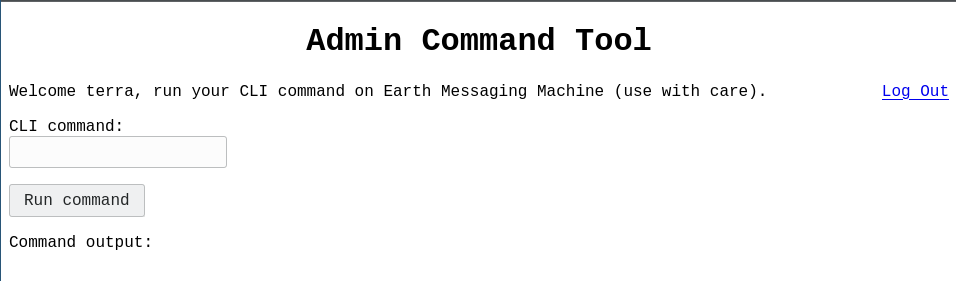 Admin Command Tool
Welcome terra, run your CLI command on Earth Messaging Machine (use with care). Log Out
CLI command:
Run command
Command output: